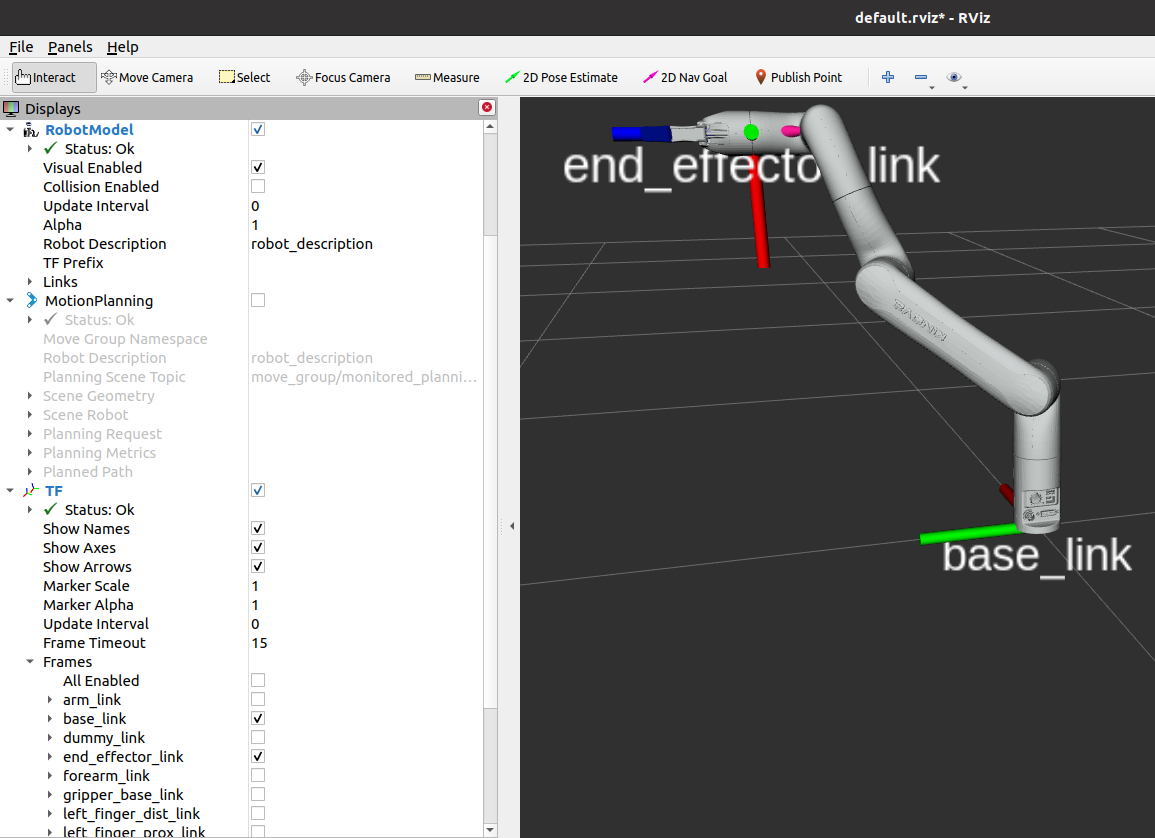 default.rviz* - RViz
File Panels Help
Interact Move Camera Select Focus Camera Measure 2D Pose Estimate 2D Nav Goal Publish Point
Displays
RobotModel
Status: Ok
Visual Enabled
Collision Enabled
Update Interval 0
Alpha 1
Robot Description robot_description
TF Prefix
Links
MotionPlanning
Status: Ok
Move Group Namespace
Robot Description robot_description
Planning Scene Topic move_group/monitored_planni...
Scene Geometry
Scene Robot
Planning Request
Planning Metrics
Planned Path
TF
Status: Ok
Show Names
Show Axes
Show Arrows
Marker Scale 1
Marker Alpha 1
Update Interval 0
Frame Timeout 15
Frames
All Enabled
arm_link
base_link
dummy_link
end_effector_link
forearm_link
gripper_base_link
left_finger_dist_link
left_finger_prox_link
end_effector_link
KINOVA
base_link